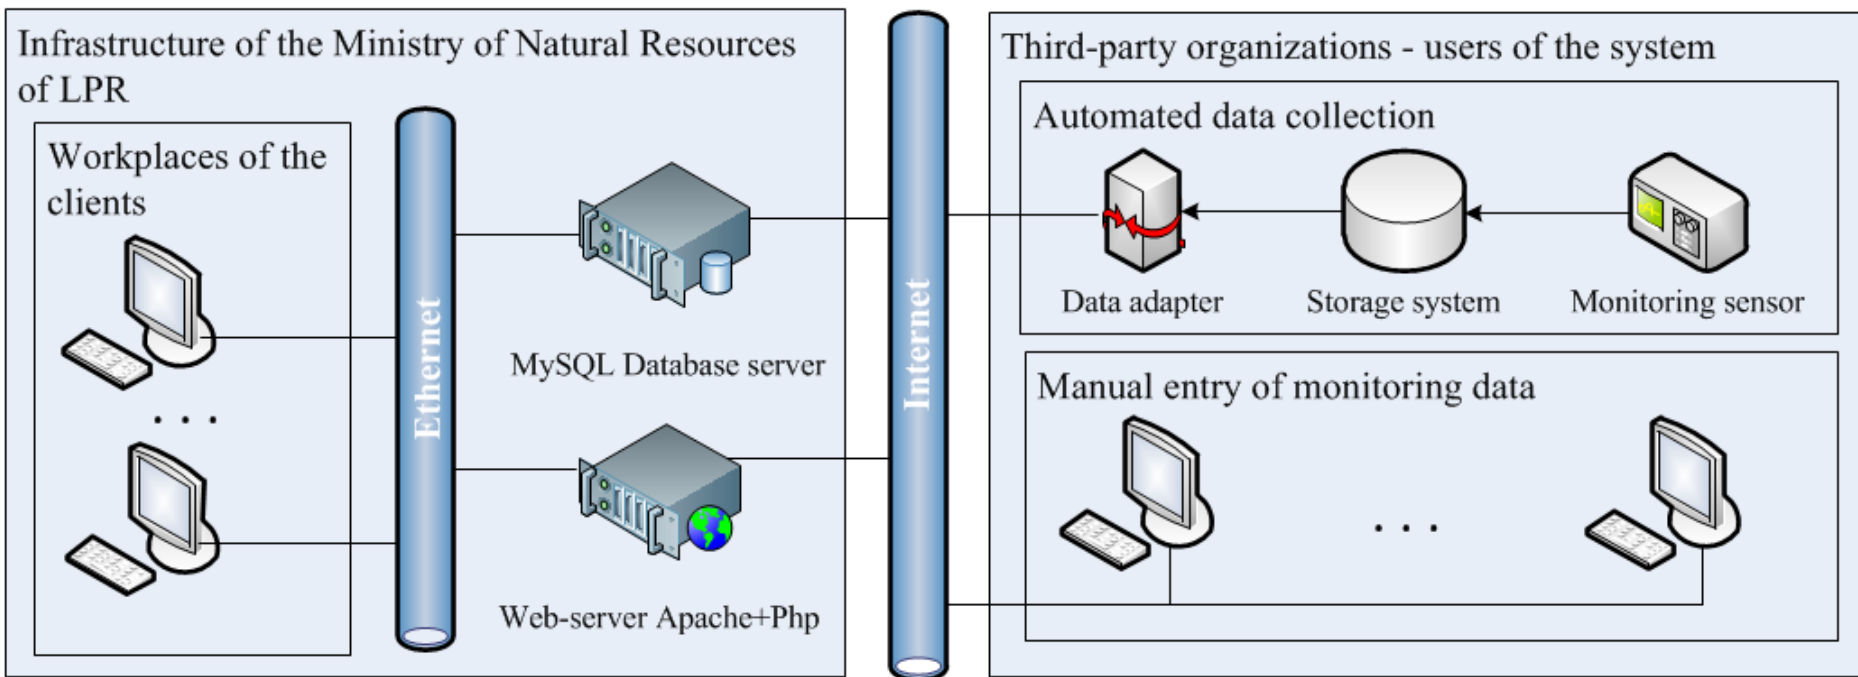 Infrastructure of the Ministry of Natural Resources
of LPR
Workplaces of the
clients
. . .
Ethernet
MySQL Database server
Web-server Apache+Php
Internet
Third-party organizations - users of the system
Automated data collection
Data adapter
Storage system
Monitoring sensor
Manual entry of monitoring data
. . .